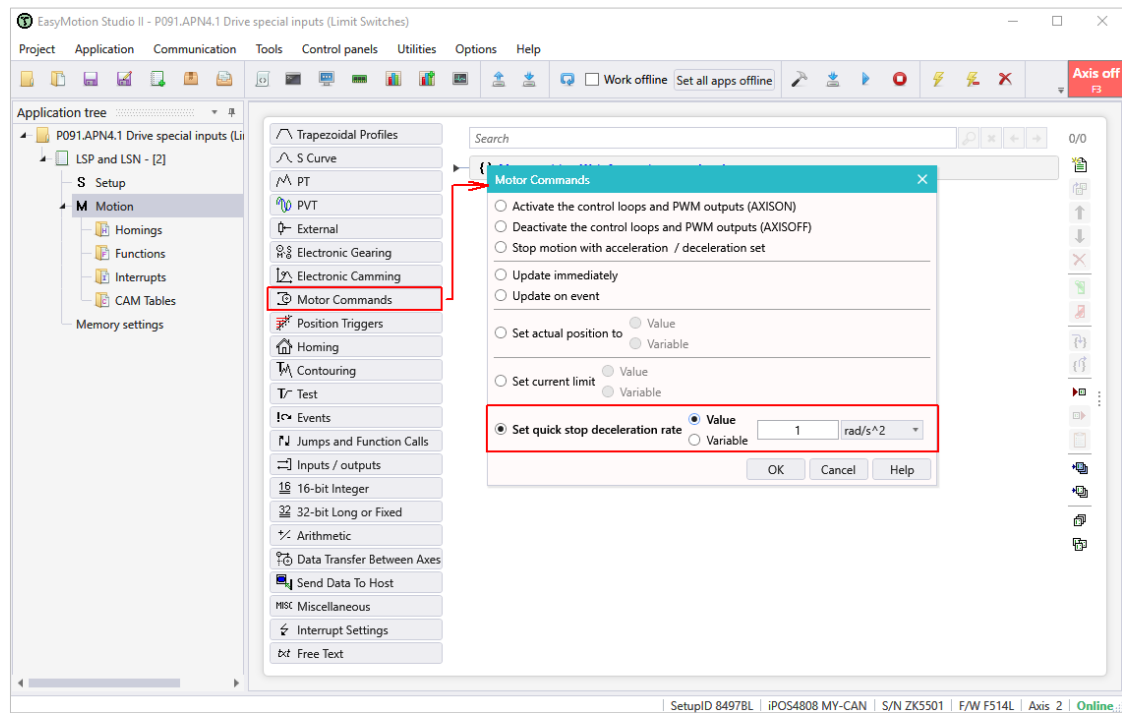 EasyMotion Studio II - P091.APN4.1 Drive special inputs (Limit Switches)
Project Application Communication Tools Control panels Utilities Options Help
Work offline Set all apps offline Axis off
F3
Application tree
P091.APN4.1 Drive special inputs (Li
LSP and LSN - [2]
S Setup
M Motion
Homings
Functions
Interrupts
CAM Tables
Memory settings
Trapezoidal Profiles
S Curve
PT
PVT
External
Electronic Gearing
Electronic Camming
Motor Commands
Position Triggers
Homing
Contouring
Test
Events
Jumps and Function Calls
Inputs / outputs
16 16-bit Integer
32 32-bit Long or Fixed
Arithmetic
Data Transfer Between Axes
Send Data To Host
MISC Miscellaneous
Interrupt Settings
txt Free Text
Search 0/0
Motor Commands
Activate the control loops and PWM outputs (AXISON)
Deactivate the control loops and PWM outputs (AXISOFF)
Stop motion with acceleration / deceleration set
Update immediately
Update on event
Set actual position to
Value
Variable
Set current limit
Value
Variable
Set quick stop deceleration rate
Value
Variable
1 rad/s^2
OK Cancel Help
SetupID 8497BL iPOS4808 MY-CAN S/N ZK5501 F/W F514L Axis 2 Online